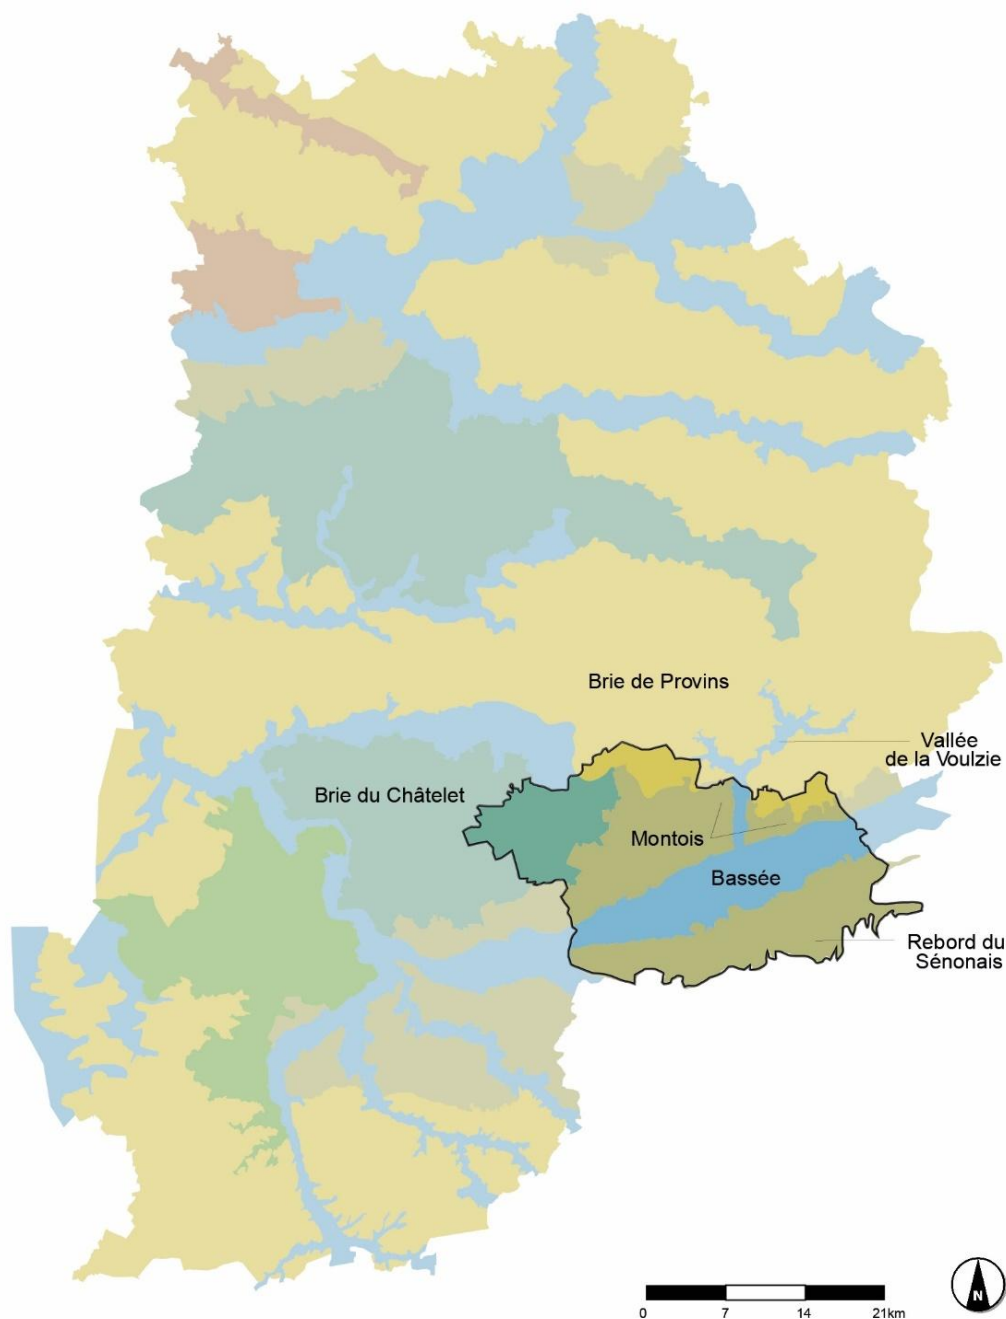 Brie de Provins
Vallée
de la Voulzie
Brie du Châtelet
Montois
Bassée
Rebord du
Sénonais
0 7 14 21km
N